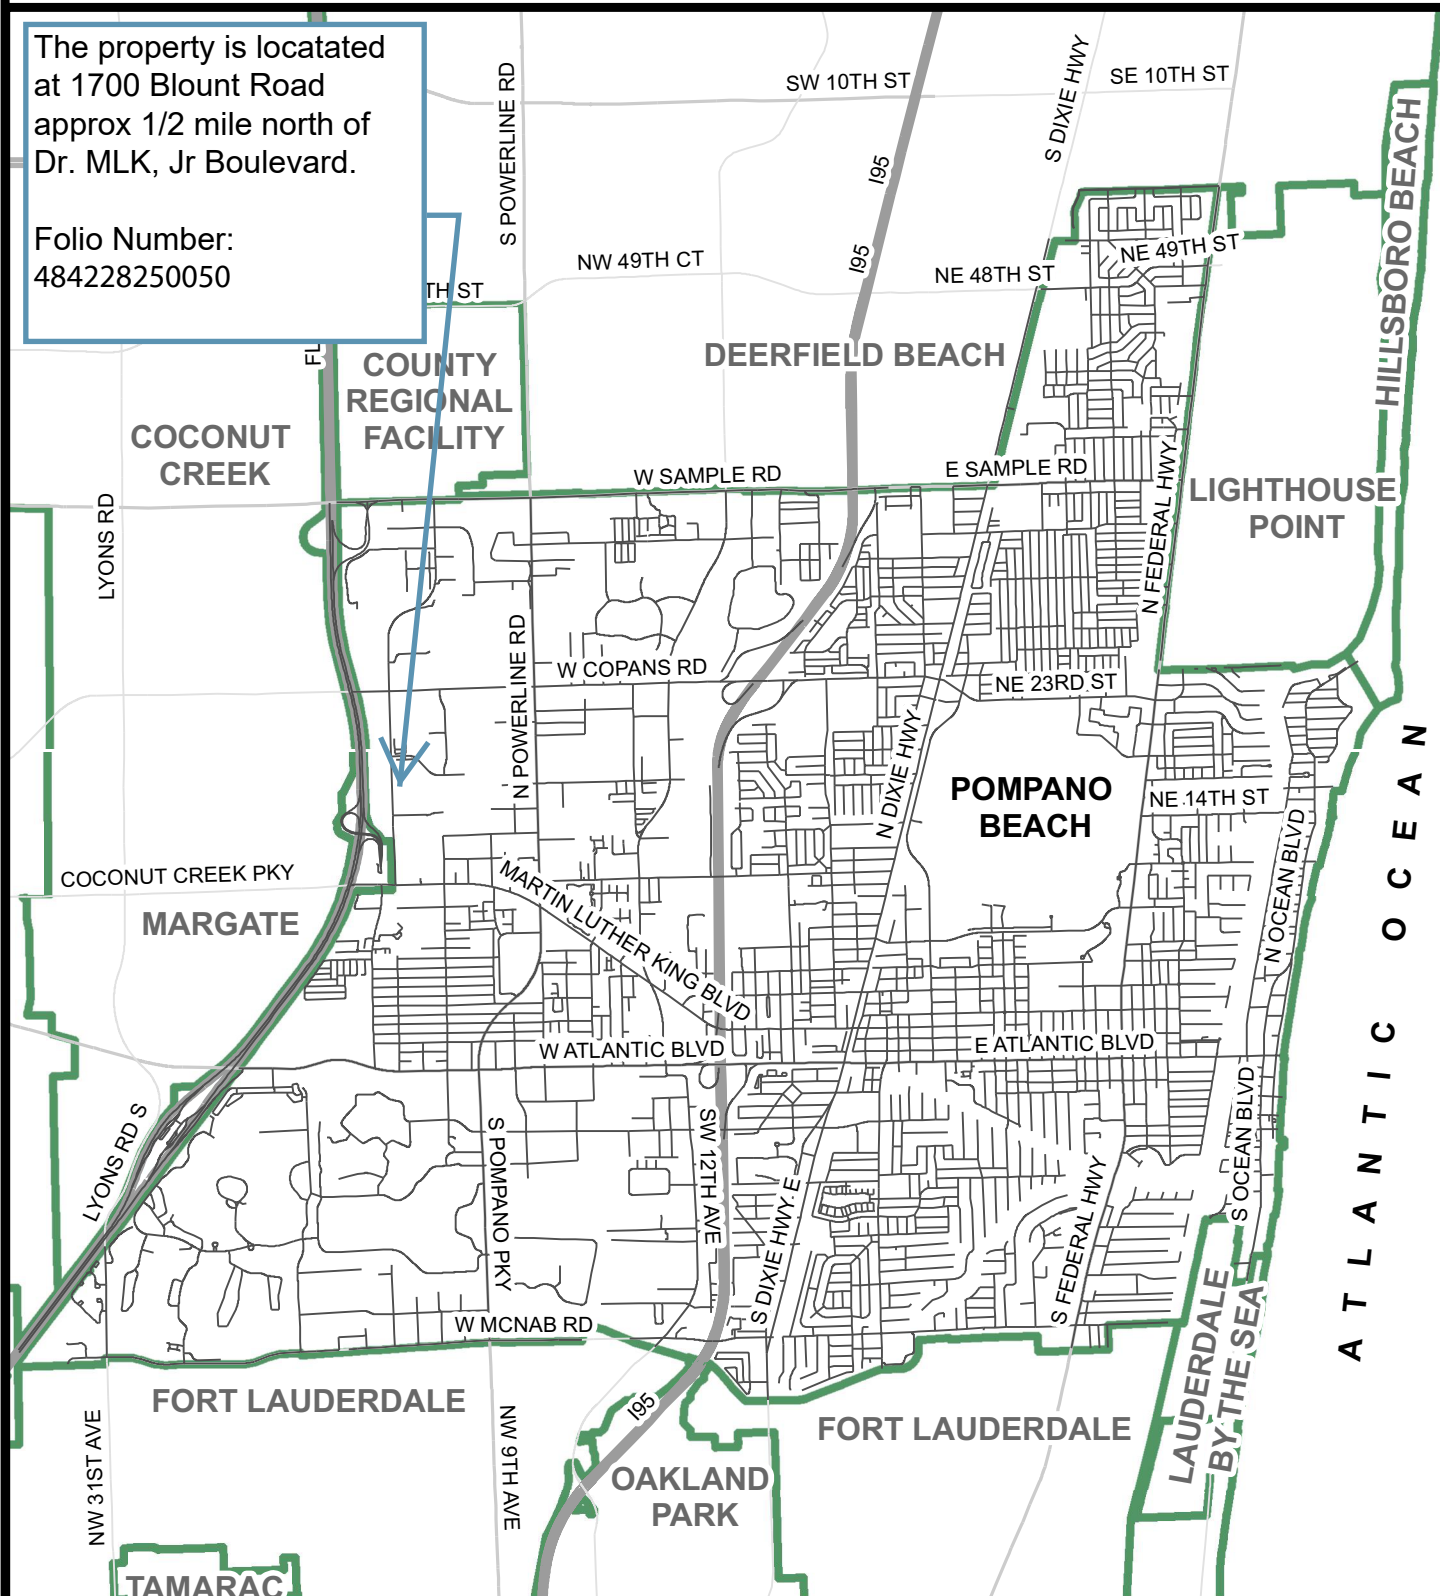 The property is locatated
at 1700 Blount Road
approx 1/2 mile north of
Dr. MLK, Jr Boulevard.
Folio Number:
484228250050
S POWERLINE RD
SW 10TH ST
SE 10TH ST
S DIXIE HWY
I95
I95
HILLSBORO BEACH
NW 49TH CT
NE 48TH ST
NE 49TH ST
TH ST
FL
COUNTY
REGIONAL
FACILITY
DEERFIELD BEACH
COCONUT
CREEK
W SAMPLE RD
E SAMPLE RD
N FEDERAL HWY
LIGHTHOUSE
POINT
LYONS RD
N POWERLINE RD
W COPANS RD
NE 23RD ST
N DIXIE HWY
POMPANO
BEACH
NE 14TH ST
N OCEAN BLVD
ATLANTIC OCEAN
COCONUT CREEK PKY
MARGATE
MARTIN LUTHER KING BLVD
W ATLANTIC BLVD
E ATLANTIC BLVD
LYONS RD S
S POMPANO PKY
SW 12TH AVE
S DIXIE HWY E
S FEDERAL HWY
S OCEAN BLVD
W MCNAB RD
LAUDERDALE
BY THE SEA
FORT LAUDERDALE
FORT LAUDERDALE
I95
NW 31ST AVE
NW 9TH AVE
OAKLAND
PARK
TAMARAC